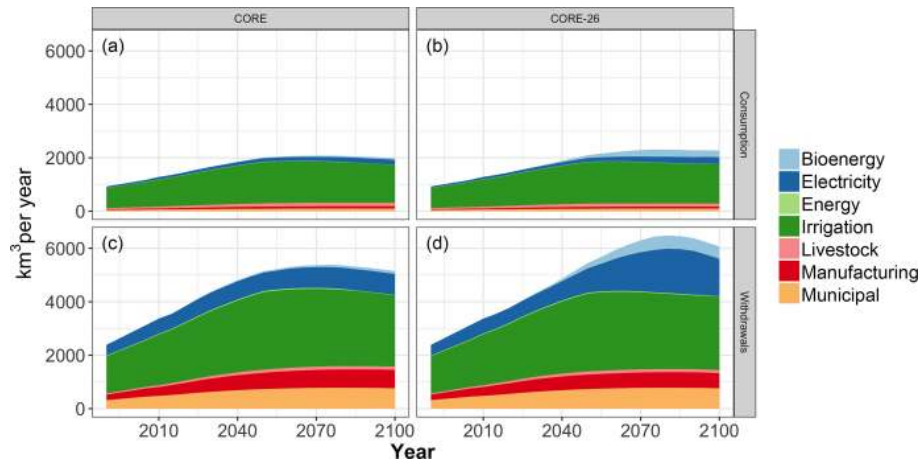 CORE
CORE-26
(a)
(b)
6000
4000
2000
0
Consumption
(c)
(d)
6000
4000
2000
0
Withdrawals
km³per year
2010
2040
2070
2100
2010
2040
2070
2100
Year
Bioenergy
Electricity
Energy
Irrigation
Livestock
Manufacturing
Municipal